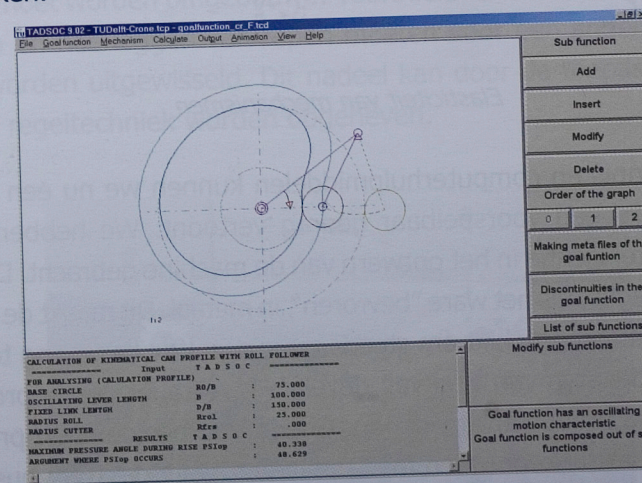 TADSOC 9.02 - TUDelft-Crone.tcp - goalfunction_cr_F.tcd
File Goal function Mechanism Calculate Output Animation View Help
Sub function
Add
Insert
Modify
Delete
Order of the graph
0 1 2
Making meta files of the
goal funtion
Discontinuities in the
goal function
List of sub functions
Modify sub functions
Goal function has an oscillating
motion characteristic
Goal function is composed out of
functions
1:2
CALCULATION OF KINEMATICAL CAM PROFILE WITH ROLL FOLLOWER
============= Input T A D S O C =============
FOR ANALYSING (CALULATION PROFILE)
BASE CIRCLE R0/B : 75.000
OSCILLATING LEVER LENGTH B : 100.000
FIXED LINK LENTGH D/B : 150.000
RADIUS ROLL Rrol : 25.000
RADIUS CUTTER Rfrs : .000
============= RESULTS T A D S O C =============
MAXIMUM PRESSURE ANGLE DURING RISE PSIop : 40.338
ARGUMENT WHERE PSIop OCCURS : 48.629